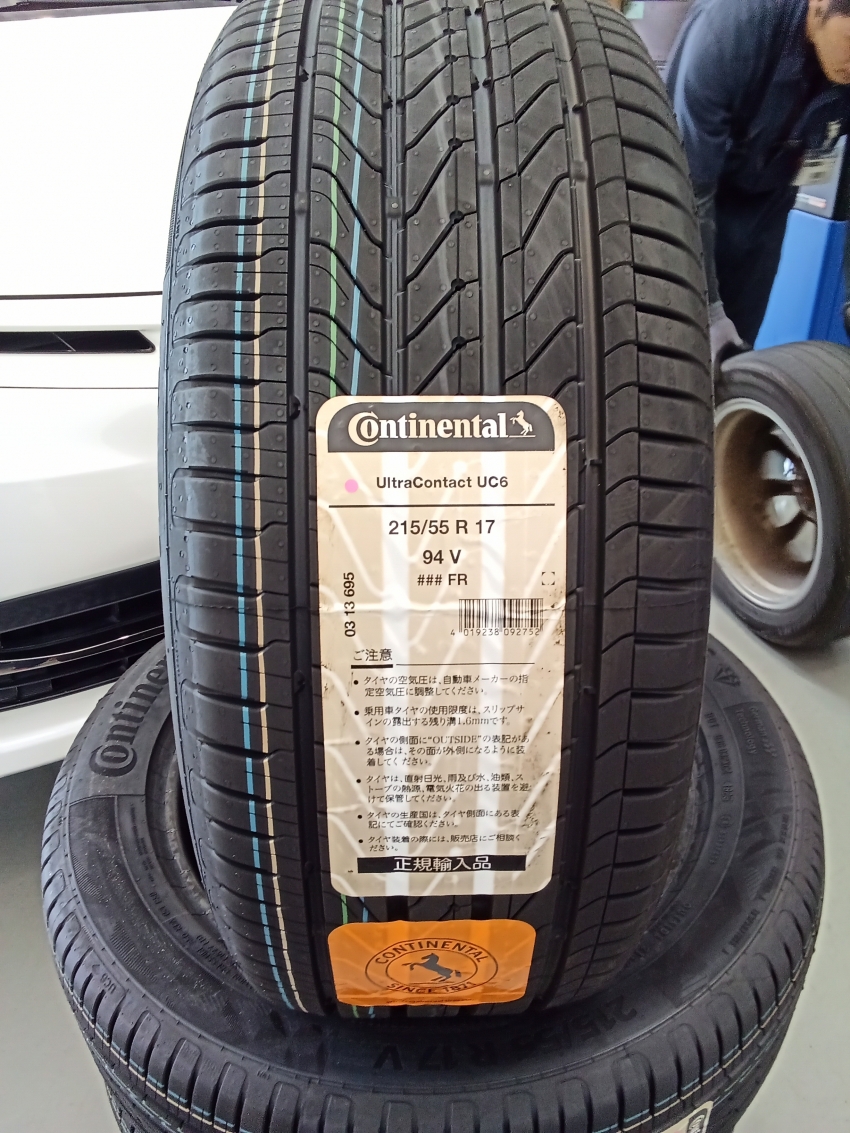 Continental
UltraContact UC6
215/55 R 17
94 V
### FR
03 13 695
4 019238 092752
ご注意
• タイヤの空気圧は、自動車メーカーの指
定空気圧に調整してください。
• 乗用車タイヤの使用限度は、スリップサ
インの露出する残り溝1.6mmです。
• タイヤの側面に"OUTSIDE"の表記があ
る場合は、その面が外側になるように装
着してください。
• タイヤは、直射日光、雨及び水、油類、ス
トーブの熱源、電気火花の出る装置を避
けて保管してください。
• タイヤの生産国は、タイヤ側面にある表
記にてご確認ください。
• タイヤ装着の際には、販売店にご相談く
ださい。
正規輸入品
CONTINENTAL
SINCE 1871
Continental
UC6
215/55 R 17 V